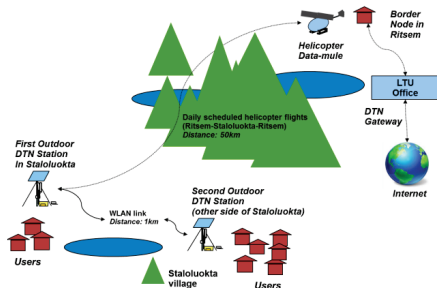 Border
Node in
Ritsem
Helicopter
Data-mule
LTU
Office
Daily scheduled helicopter flights
(Ritsem-Staloluokta-Ritsem)
Distance: 50km
DTN
Gateway
First Outdoor
DTN Station
In Staloukta
Internet
Second Outdoor
DTN Station
(other side of Staloluokta)
WLAN link
Distance: 1km
Users
Staloluokta
village
Users